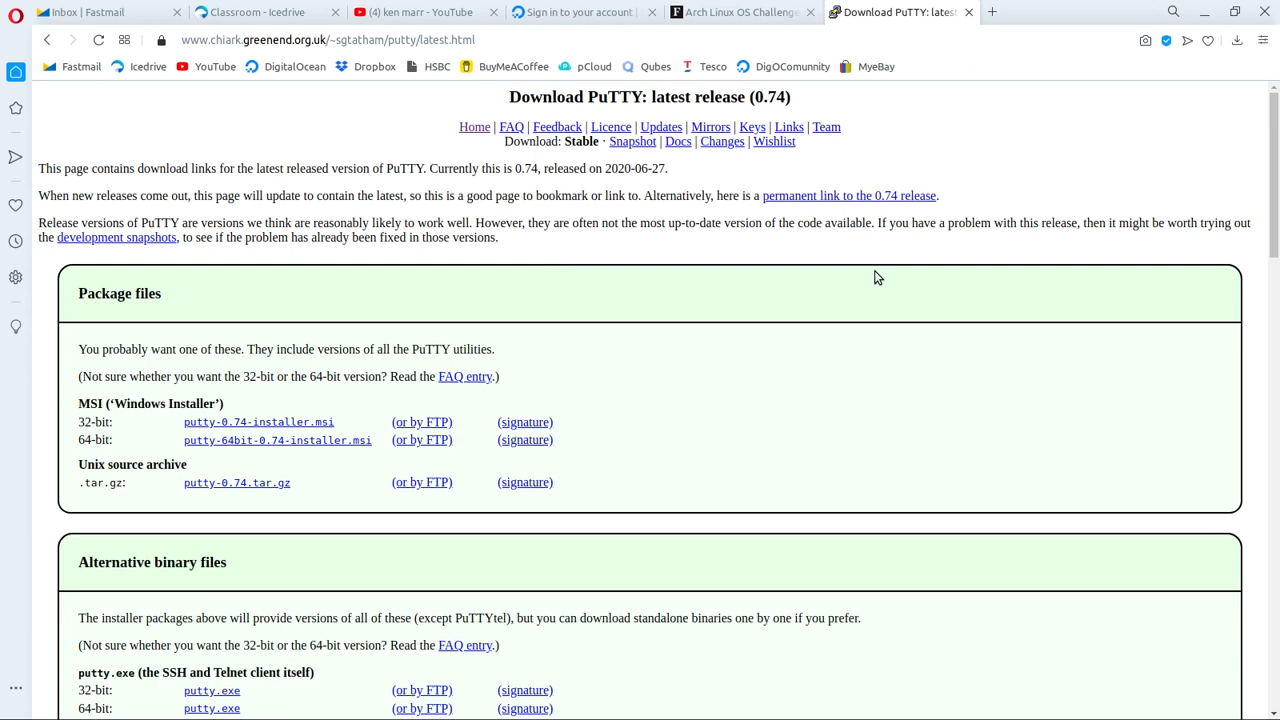 Inbox | Fastmail
Classroom - Icedrive
(4) ken marr - YouTube
Sign in to your account |
Arch Linux OS Challenge
Download PuTTY: latest
www.chiark.greenend.org.uk/~sgtatham/putty/latest.html
Fastmail Icedrive YouTube DigitalOcean Dropbox HSBC BuyMeACoffee pCloud Qubes Tesco DigOComunnity MyeBay
Download PuTTY: latest release (0.74)
Home | FAQ | Feedback | Licence | Updates | Mirrors | Keys | Links | Team
Download: Stable · Snapshot | Docs | Changes | Wishlist
This page contains download links for the latest released version of PuTTY. Currently this is 0.74, released on 2020-06-27.
When new releases come out, this page will update to contain the latest, so this is a good page to bookmark or link to. Alternatively, here is a permanent link to the 0.74 release.
Release versions of PuTTY are versions we think are reasonably likely to work well. However, they are often not the most up-to-date version of the code available. If you have a problem with this release, then it might be worth trying out
the development snapshots, to see if the problem has already been fixed in those versions.
Package files
You probably want one of these. They include versions of all the PuTTY utilities.
(Not sure whether you want the 32-bit or the 64-bit version? Read the FAQ entry.)
MSI (‘Windows Installer’)
32-bit: putty-0.74-installer.msi (or by FTP) (signature)
64-bit: putty-64bit-0.74-installer.msi (or by FTP) (signature)
Unix source archive
.tar.gz: putty-0.74.tar.gz (or by FTP) (signature)
Alternative binary files
The installer packages above will provide versions of all of these (except PuTTYtel), but you can download standalone binaries one by one if you prefer.
(Not sure whether you want the 32-bit or the 64-bit version? Read the FAQ entry.)
putty.exe (the SSH and Telnet client itself)
32-bit: putty.exe (or by FTP) (signature)
64-bit: putty.exe (or by FTP) (signature)